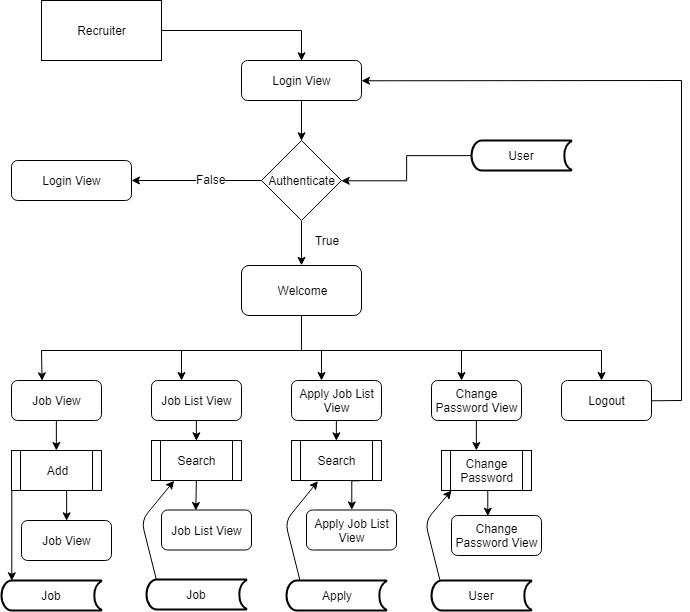 Recruiter
Login View
User
Login View
False
Authenticate
True
Welcome
Job View
Job List View
Apply Job List
View
Change
Password View
Logout
Add
Search
Search
Change
Password
Job View
Job List View
Apply Job List
View
Change
Password View
Job
Job
Apply
User